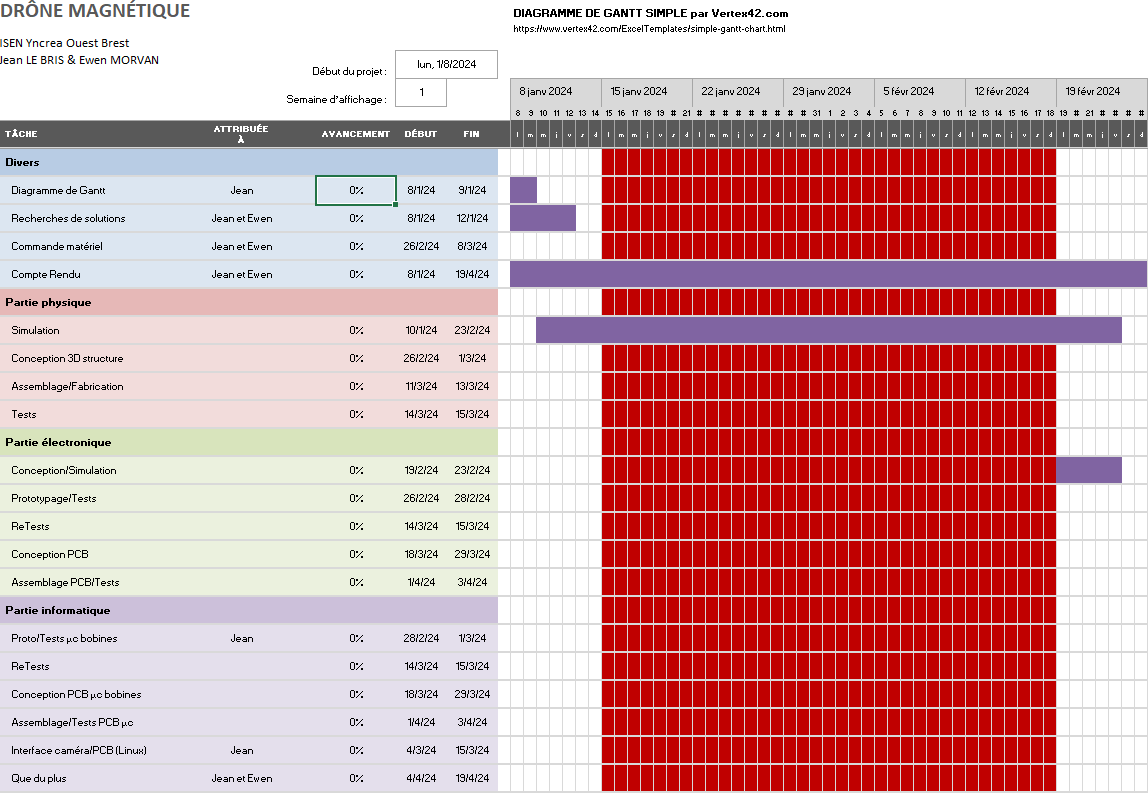 DRÔNE MAGNÉTIQUE
DIAGRAMME DE GANTT SIMPLE par Vertex42.com
https://www.vertex42.com/ExcelTemplates/simple-gantt-chart.html
ISEN Yncrea Ouest Brest
Jean LE BRIS & Ewen MORVAN
Début du projet : lun, 1/8/2024
Semaine d'affichage : 1
8 janv 2024 15 janv 2024 22 janv 2024 29 janv 2024 5 févr 2024 12 févr 2024 19 févr 2024
8 9 10 11 12 13 14 15 16 17 18 19 # 21 # # # # # # # # # 1 2 3 4 5 6 7 8 9 10 11 12 13 14 15 16 17 18 19 # 21 # # # #
TÂCHE ATTRIBUÉE À AVANCEMENT DÉBUT FIN l m m j v s d l m m j v s d l m m j v s d l m m j v s d l m m j v s d l m m j v s d l m m j v s d
Divers
Diagramme de Gantt Jean 0% 8/1/24 9/1/24
Recherches de solutions Jean et Ewen 0% 8/1/24 12/1/24
Commande matériel Jean et Ewen 0% 26/2/24 8/3/24
Compte Rendu Jean et Ewen 0% 8/1/24 19/4/24
Partie physique
Simulation 0% 10/1/24 23/2/24
Conception 3D structure 0% 26/2/24 1/3/24
Assemblage/Fabrication 0% 11/3/24 13/3/24
Tests 0% 14/3/24 15/3/24
Partie électronique
Conception/Simulation 0% 19/2/24 23/2/24
Prototypage/Tests 0% 26/2/24 28/2/24
ReTests 0% 14/3/24 15/3/24
Conception PCB 0% 18/3/24 29/3/24
Assemblage PCB/Tests 0% 1/4/24 3/4/24
Partie informatique
Proto/Tests µc bobines Jean 0% 28/2/24 1/3/24
ReTests 0% 14/3/24 15/3/24
Conception PCB µc bobines 0% 18/3/24 29/3/24
Assemblage/Tests PCB µc 0% 1/4/24 3/4/24
Interface caméra/PCB (Linux) Jean 0% 4/3/24 15/3/24
Que du plus Jean et Ewen 0% 4/4/24 19/4/24